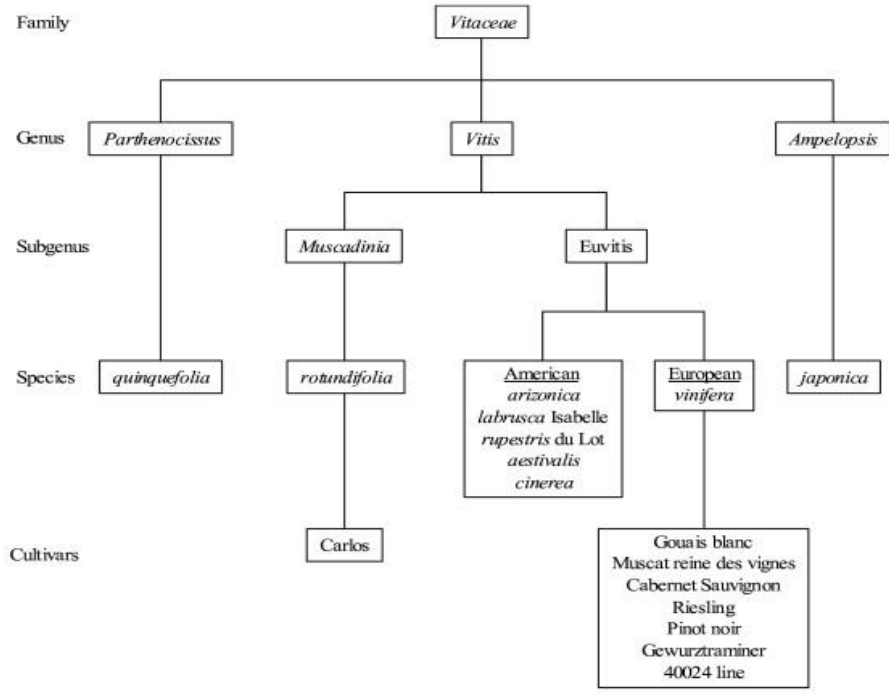 Family
Vitaceae
Genus
Parthenocissus
Vitis
Ampelopsis
Subgenus
Muscadinia
Euvitis
Species
quinquefolia
rotundifolia
American
arizonica
labrusca Isabelle
rupestris du Lot
aestivalis
cinerea
European
vinifera
japonica
Cultivars
Carlos
Gouais blanc
Muscat reine des vignes
Cabernet Sauvignon
Riesling
Pinot noir
Gewurztraminer
40024 line